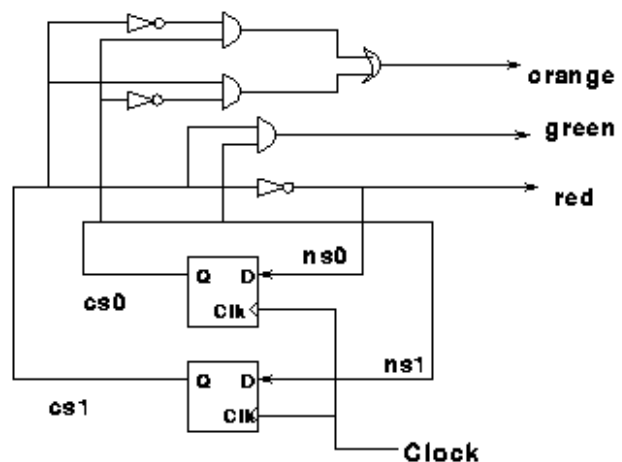 orange
green
red
ns0
Q D
cs0
Clk
ns1
Q D
cs1
Clk
Clock